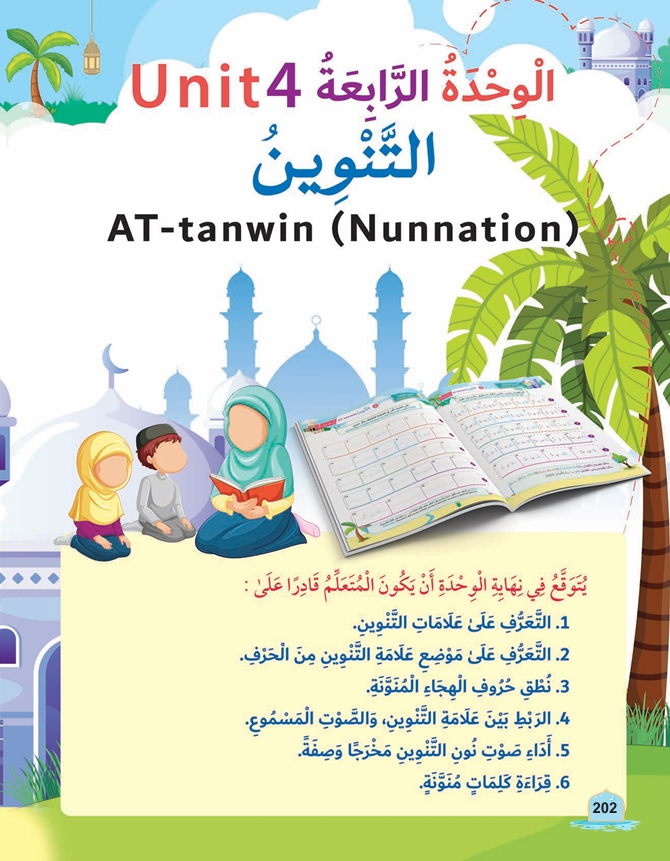 Unit4 الْوِحْدَةُ الرَّابِعَةُ
التَّنْوِينُ
AT-tanwin (Nunnation)
يُتَوَقَّعُ فِي نِهَايَةِ الْوِحْدَةِ أَنْ يَكُونَ الْمُتَعَلِّمُ قَادِرًا عَلَىٰ :
1. التَّعَرُّفِ عَلَىٰ عَلَامَاتِ التَّنْوِينِ.
2. التَّعَرُّفِ عَلَىٰ مَوْضِعِ عَلَامَةِ التَّنْوِينِ مِنَ الْحَرْفِ.
3. نُطْقِ حُرُوفِ الْهِجَاءِ الْمُنَوَّنَةِ.
4. الرَبْطِ بَيْنَ عَلَامَةِ التَّنْوِينِ، وَالصَّوْتِ الْمَسْمُوعِ.
5. أَدَاءِ صَوْتِ نُونِ التَّنْوِينِ مَخْرَجًا وَصِفَةً.
6. قِرَاءَةِ كَلِمَاتٍ مُنَوَّنَةٍ.
202